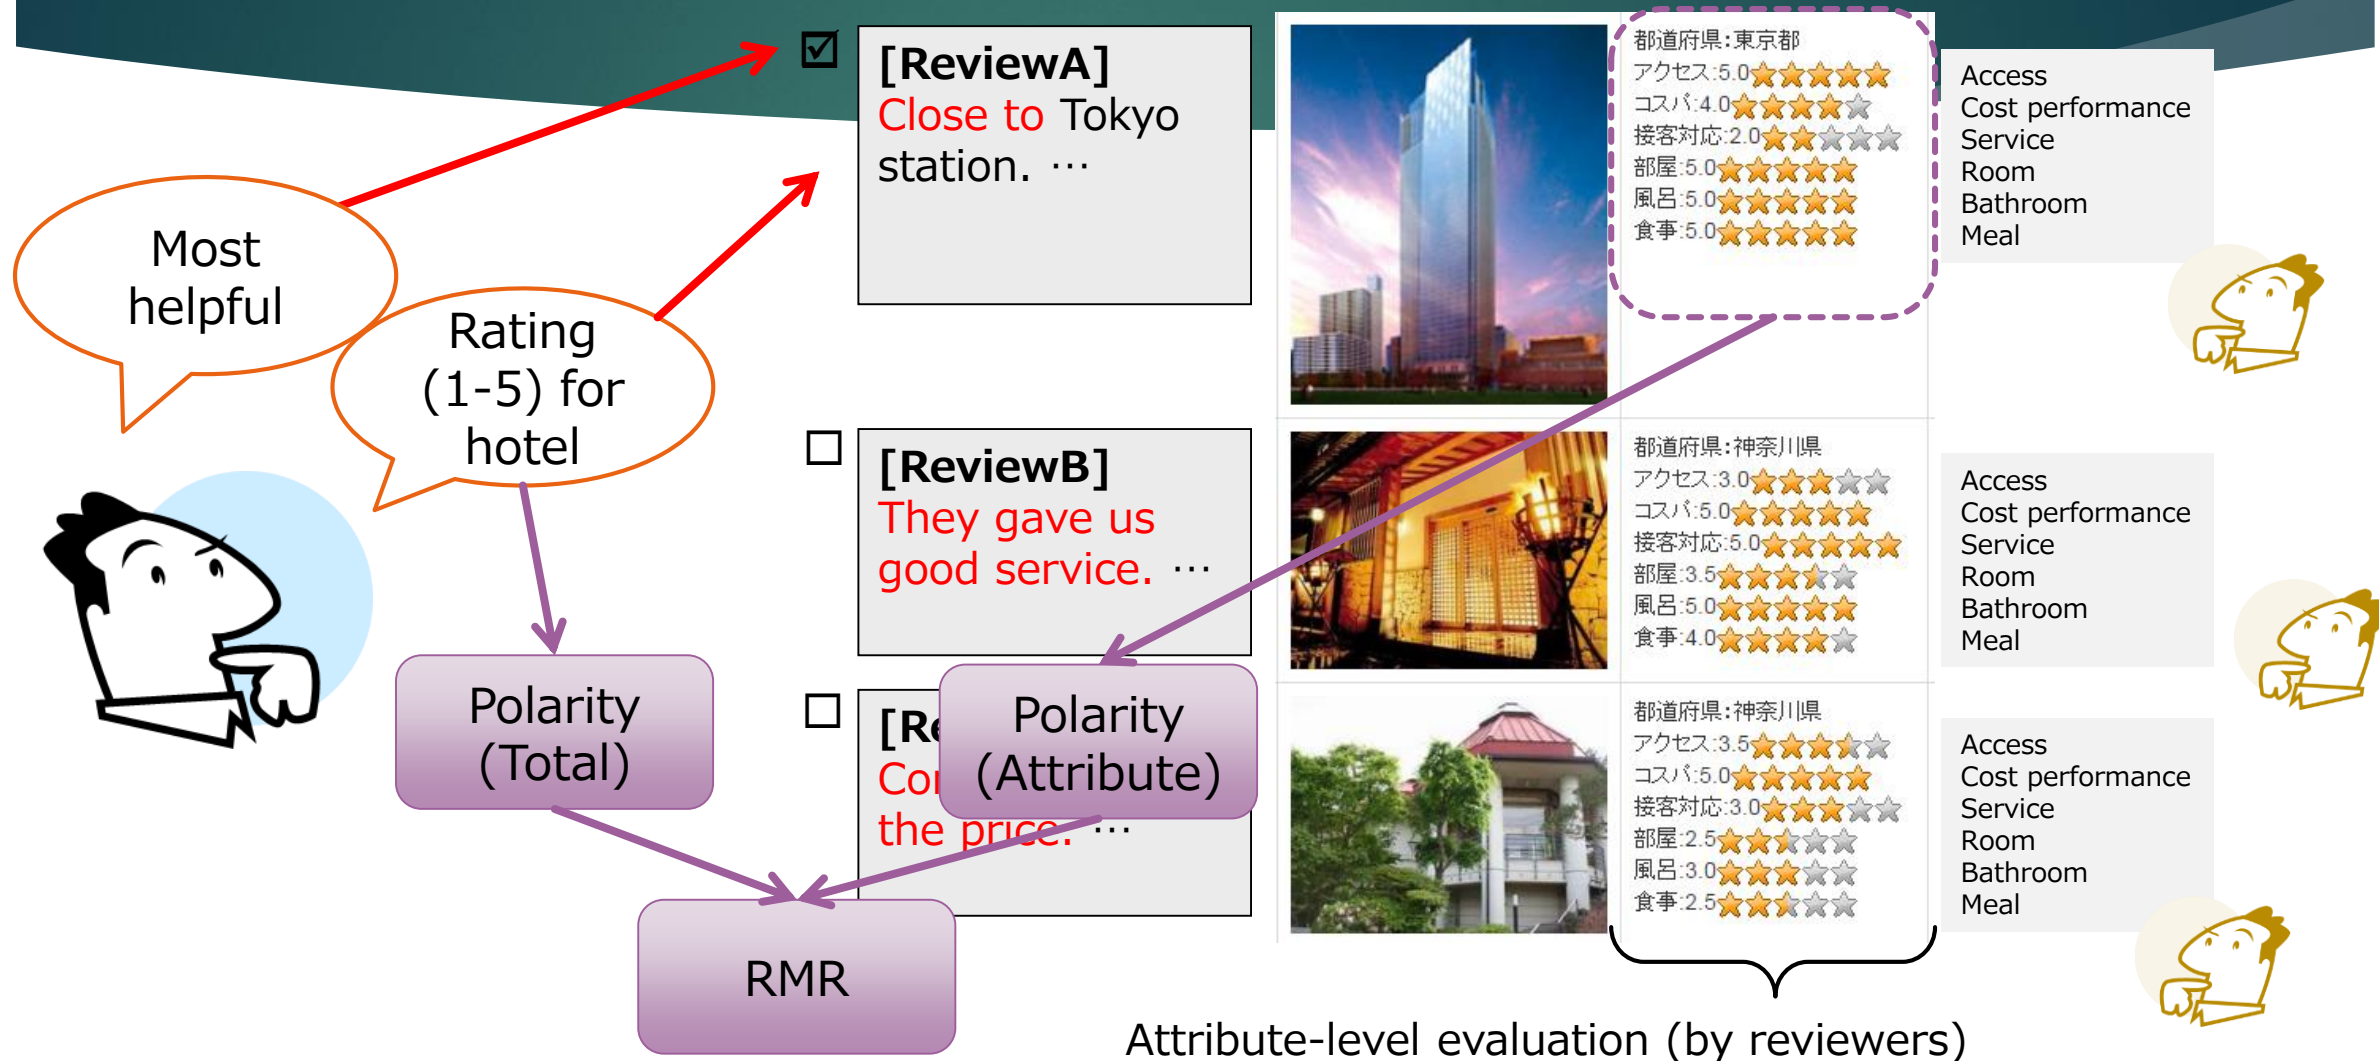 Most
helpful
Rating
(1-5) for
hotel
[ReviewA]
Close to Tokyo
station. …
都道府県:東京都
アクセス:5.0
コスパ:4.0
接客対応:2.0
部屋:5.0
風呂:5.0
食事:5.0
Access
Cost performance
Service
Room
Bathroom
Meal
[ReviewB]
They gave us
good service. …
都道府県:神奈川県
アクセス:3.0
コスパ:5.0
接客対応:5.0
部屋:3.5
風呂:5.0
食事:4.0
Access
Cost performance
Service
Room
Bathroom
Meal
Polarity
(Total)
the price. …
Polarity
(Attribute)
都道府県:神奈川県
アクセス:3.5
コスパ:5.0
接客対応:3.0
部屋:2.5
風呂:3.0
食事:2.5
Access
Cost performance
Service
Room
Bathroom
Meal
RMR
Attribute-level evaluation (by reviewers)